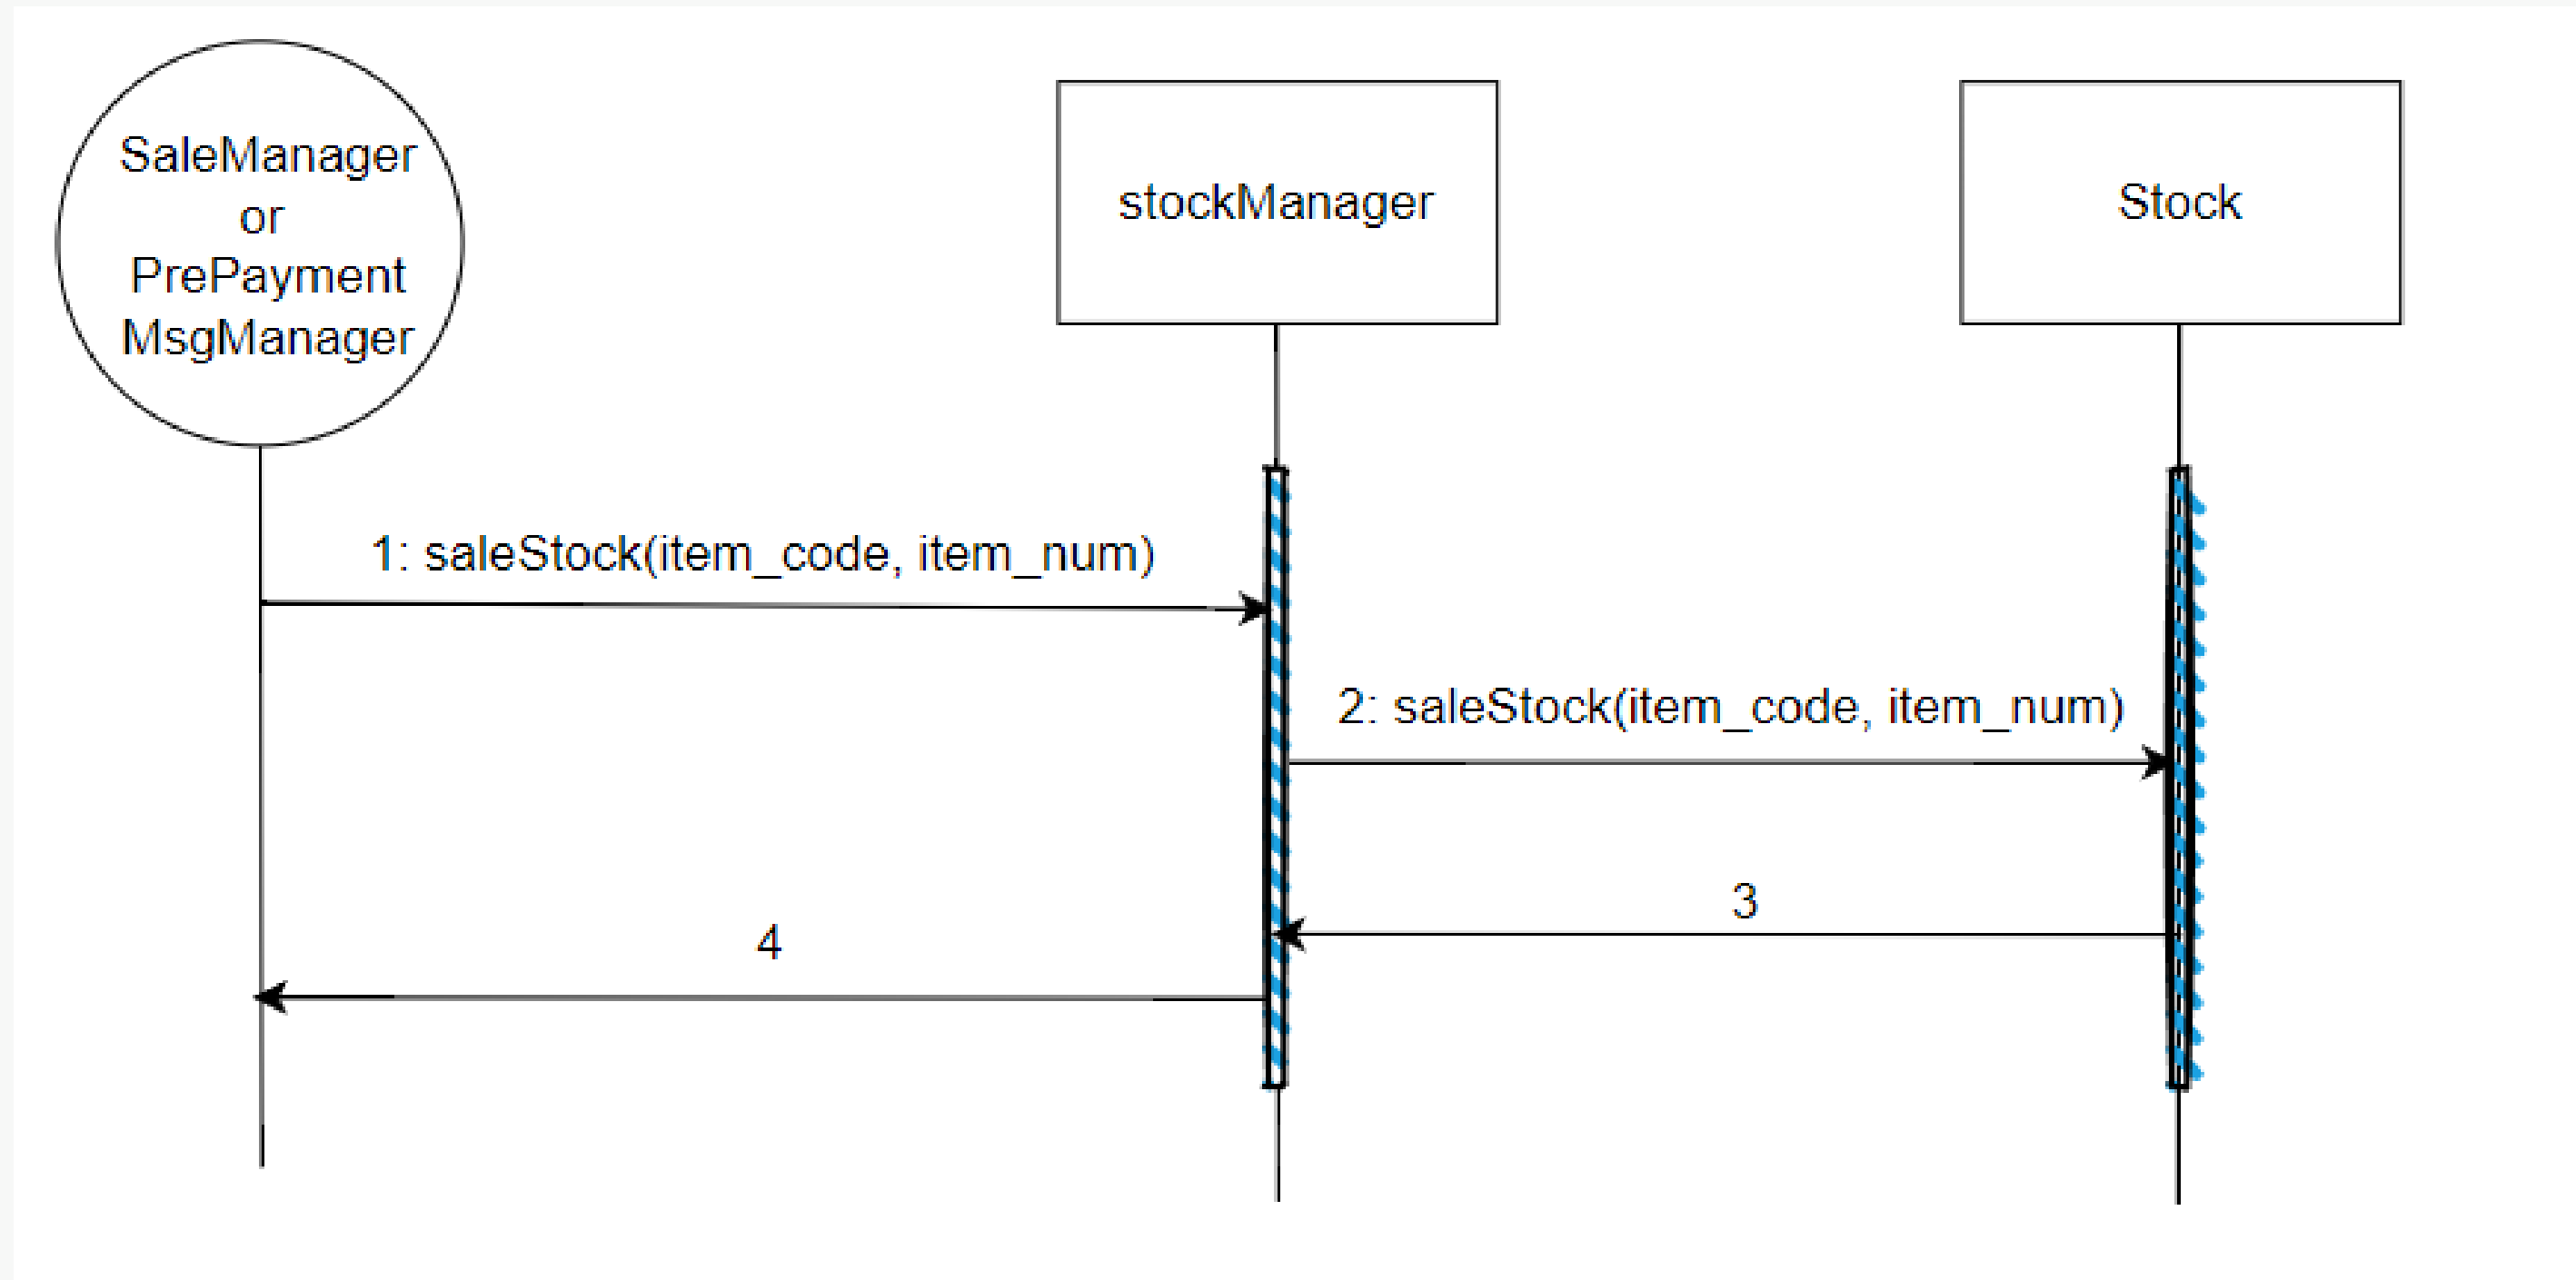 SaleManager
or
PrePayment
MsgManager
stockManager
Stock
1: saleStock(item_code, item_num)
2: saleStock(item_code, item_num)
3
4